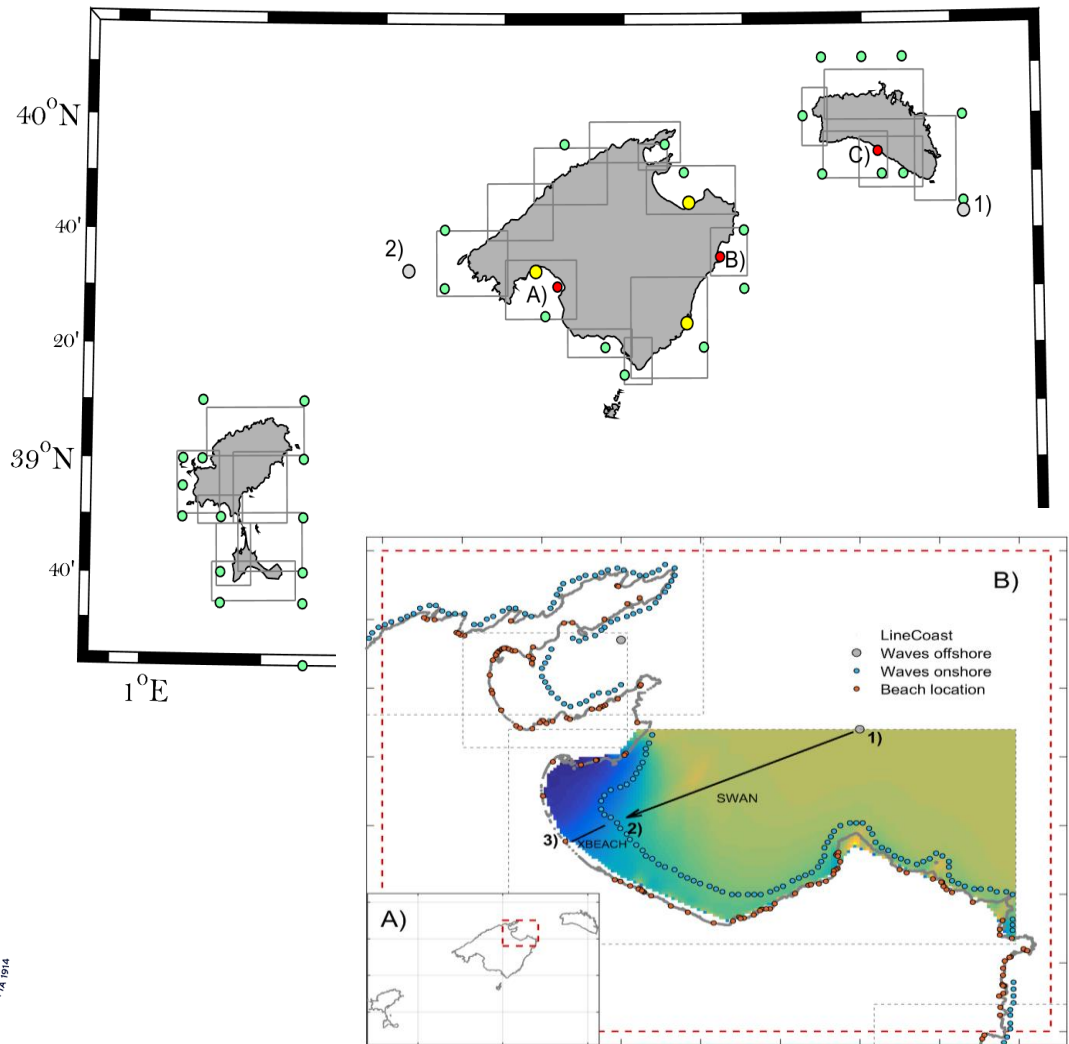 40°N
C)
1)
40'
2)
B)
A)
20'
39°N
40'
1°E
B)
LineCoast
Waves offshore
Waves onshore
Beach location
1)
SWAN
2)
3)
XBEACH
A)
1914